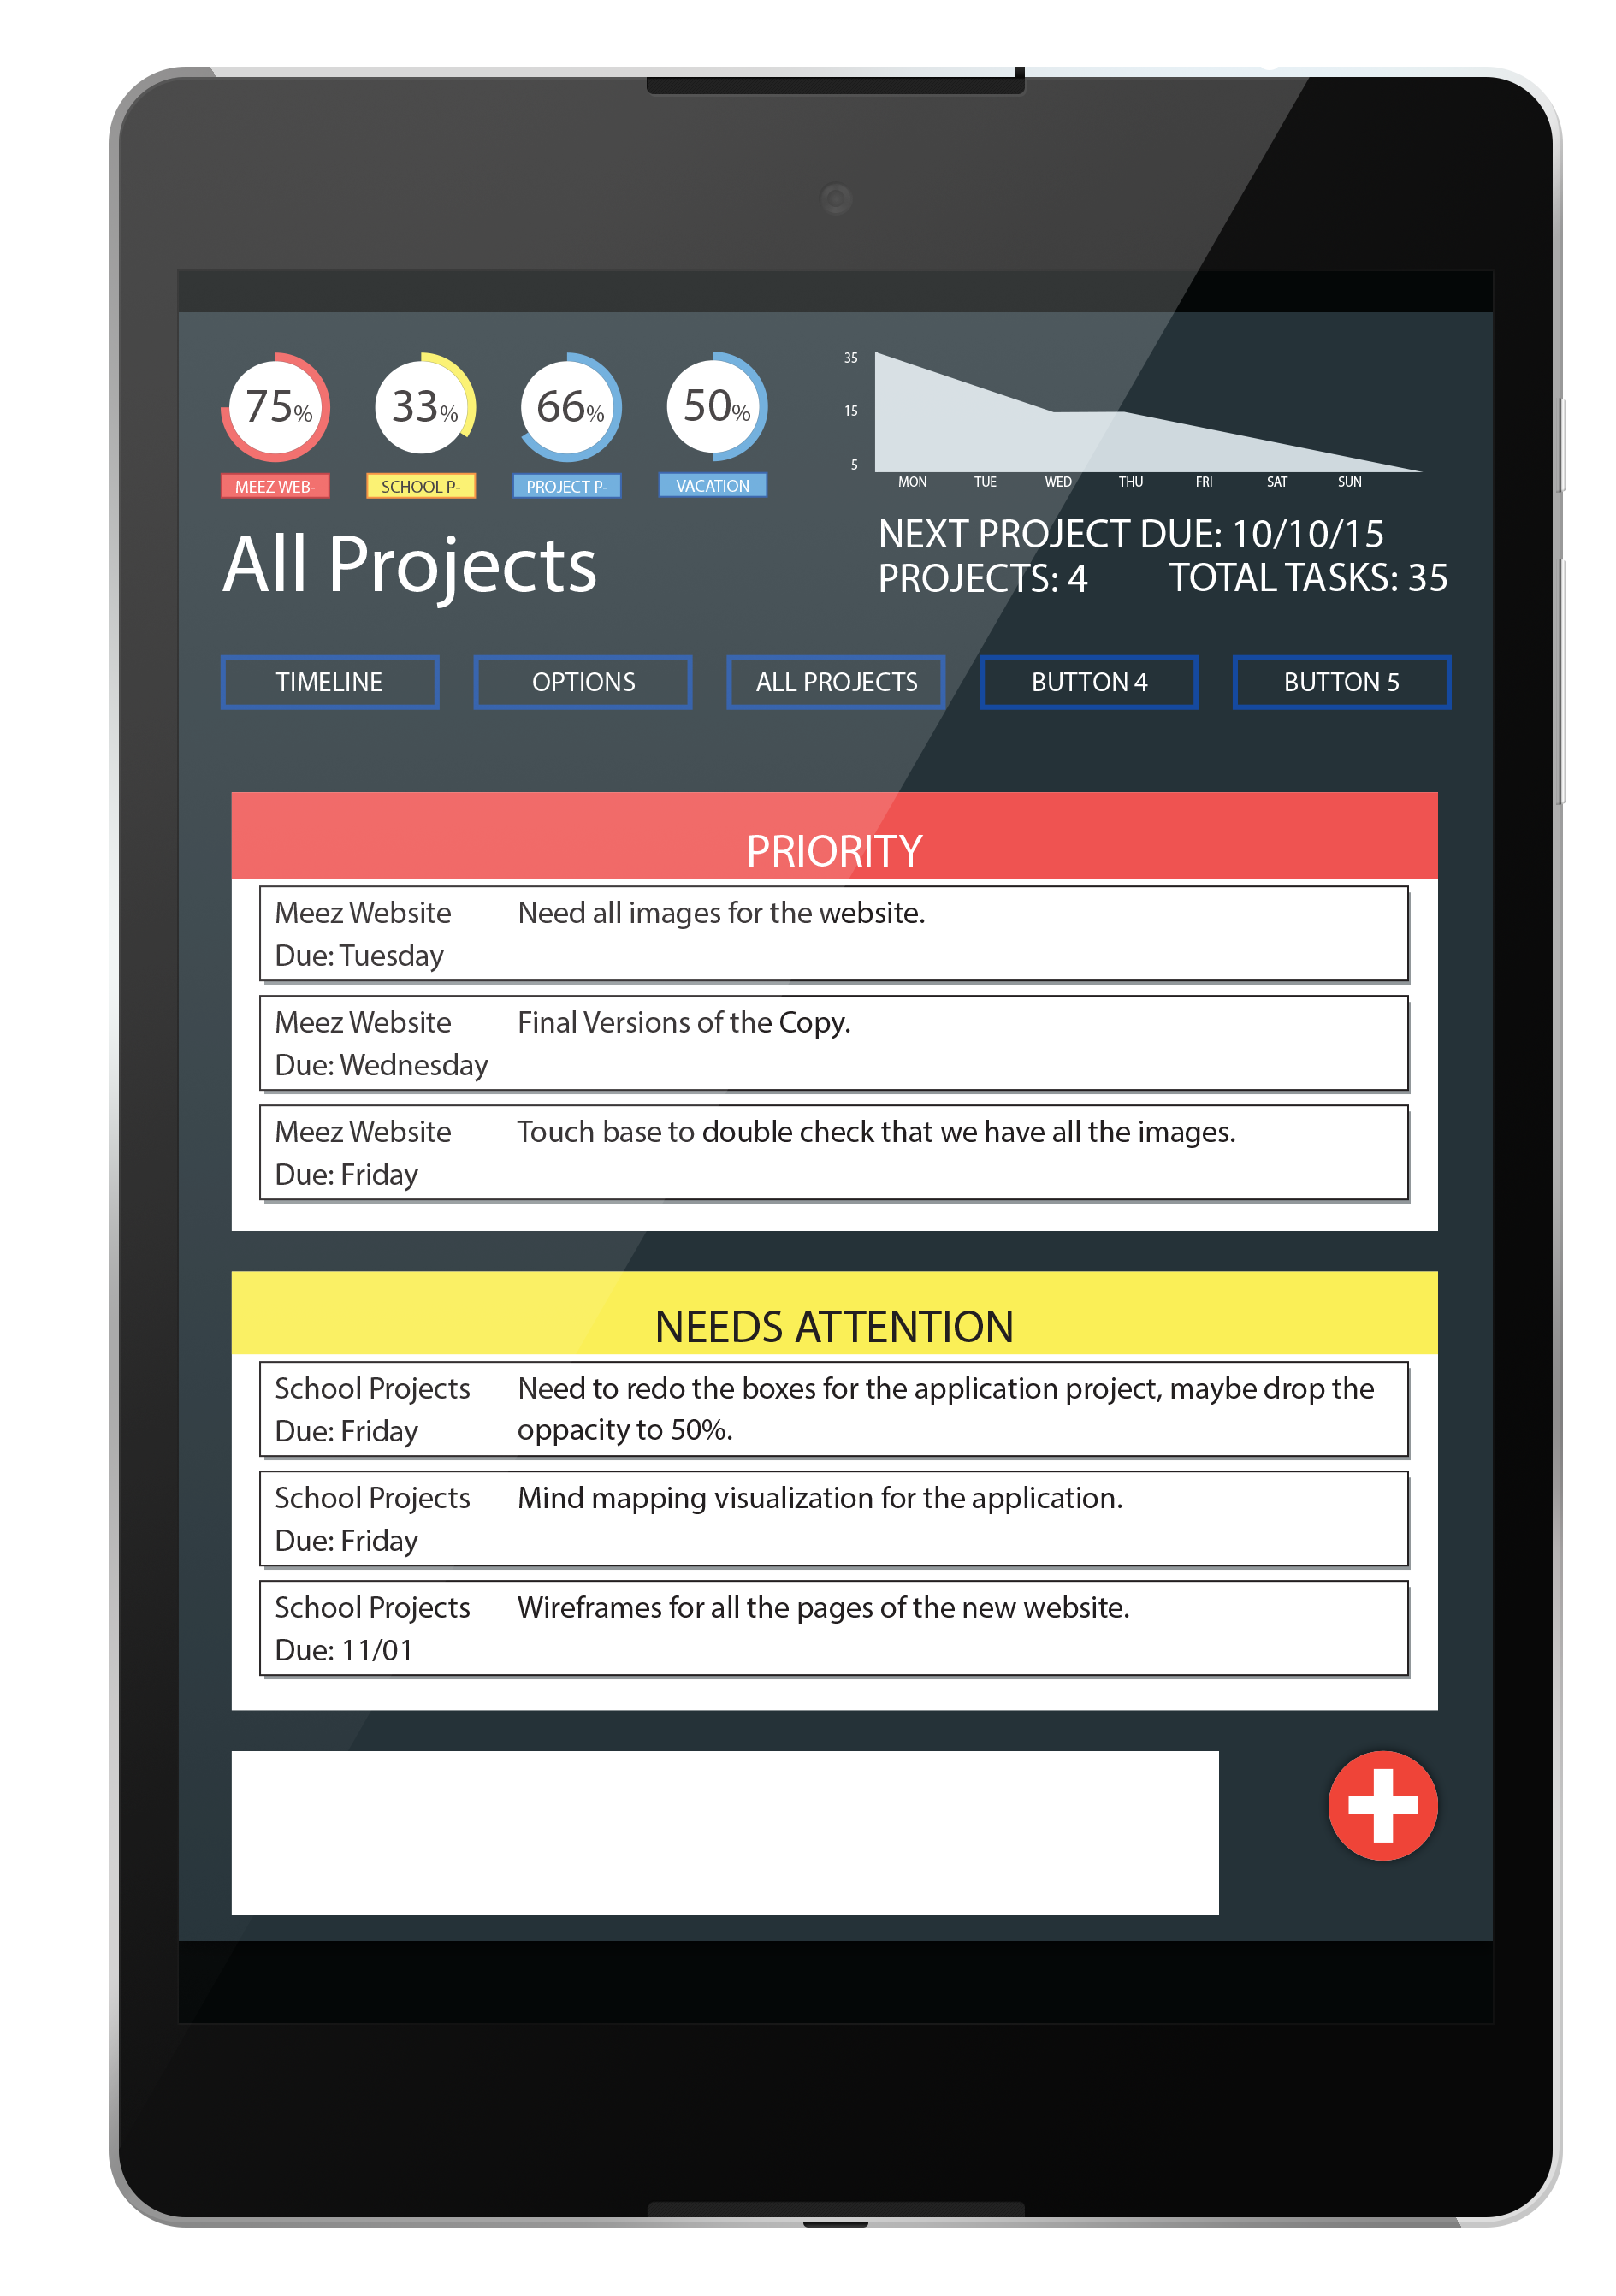 75%
33%
66%
50%
MEEZ WEB-
SCHOOL P-
PROJECT P-
VACATION
35
15
5
MON TUE WED THU FRI SAT SUN
All Projects
NEXT PROJECT DUE: 10/10/15
PROJECTS: 4 TOTAL TASKS: 35
TIMELINE
OPTIONS
ALL PROJECTS
BUTTON 4
BUTTON 5
PRIORITY
Meez Website Need all images for the website.
Due: Tuesday
Meez Website Final Versions of the Copy.
Due: Wednesday
Meez Website Touch base to double check that we have all the images.
Due: Friday
NEEDS ATTENTION
School Projects Need to redo the boxes for the application project, maybe drop the
Due: Friday oppacity to 50%.
School Projects Mind mapping visualization for the application.
Due: Friday
School Projects Wireframes for all the pages of the new website.
Due: 11/01